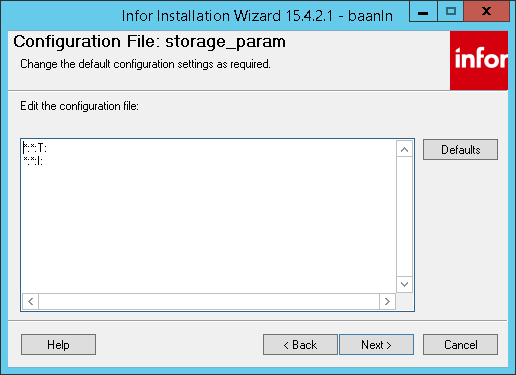 Infor Installation Wizard 15.4.2.1 - baanIn
Configuration File: storage_param
Change the default configuration settings as required.
infor
Edit the configuration file:
*:*:T:
*:*:I:
Defaults
Help
< Back
Next >
Cancel